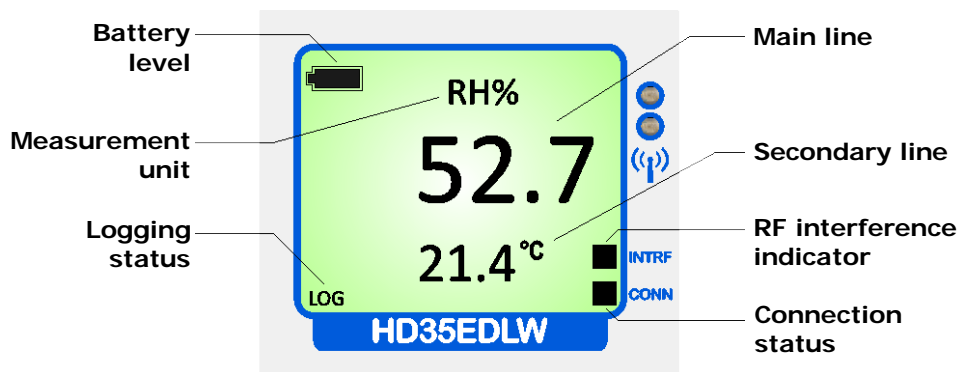 Battery
level
Main line
RH%
Measurement
unit
52.7
Secondary line
Logging
status
21.4 °C
RF interference
indicator
INTRF
LOG
CONN
Connection
status
HD35EDLW